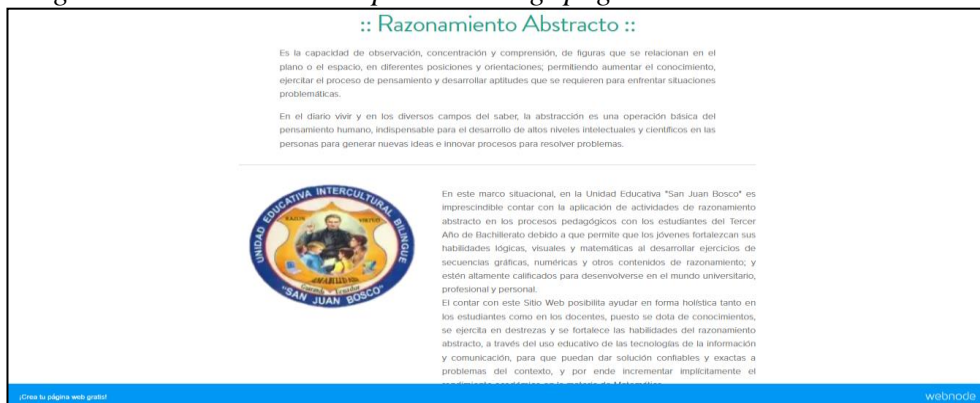 :: Razonamiento Abstracto ::
Es la capacidad de observación, concentración y comprensión, de figuras que se relacionan en el
plano o el espacio, en diferentes posiciones y orientaciones; permitiendo aumentar el conocimiento,
ejercitar el proceso de pensamiento y desarrollar aptitudes que se requieren para enfrentar situaciones
problemáticas.
En el diario vivir y en los diversos campos del saber, la abstracción es una operación básica del
pensamiento humano, indispensable para el desarrollo de altos niveles intelectuales y científicos en las
personas para generar nuevas ideas e innovar procesos para resolver problemas.
UNIDAD EDUCATIVA INTERCULTURAL BILINGUE
"SAN JUAN BOSCO"
En este marco situacional, en la Unidad Educativa "San Juan Bosco" es
imprescindible contar con la aplicación de actividades de razonamiento
abstracto en los procesos pedagógicos con los estudiantes del Tercer
Año de Bachillerato debido a que permite que los jóvenes fortalezcan sus
habilidades lógicas, visuales y matemáticas al desarrollar ejercicios de
secuencias gráficas, numéricas y otros contenidos de razonamiento; y
estén altamente calificados para desenvolverse en el mundo universitario,
profesional y personal.
El contar con este Sitio Web posibilita ayudar en forma holística tanto en
los estudiantes como en los docentes, puesto se dota de conocimientos,
se ejercita en destrezas y se fortalece las habilidades del razonamiento
abstracto, a través del uso educativo de las tecnologías de la información
y comunicación, para que puedan dar solución confiables y exactas a
problemas del contexto, y por ende incrementar implícitamente el
¡Crea tu página web gratis!
webnode